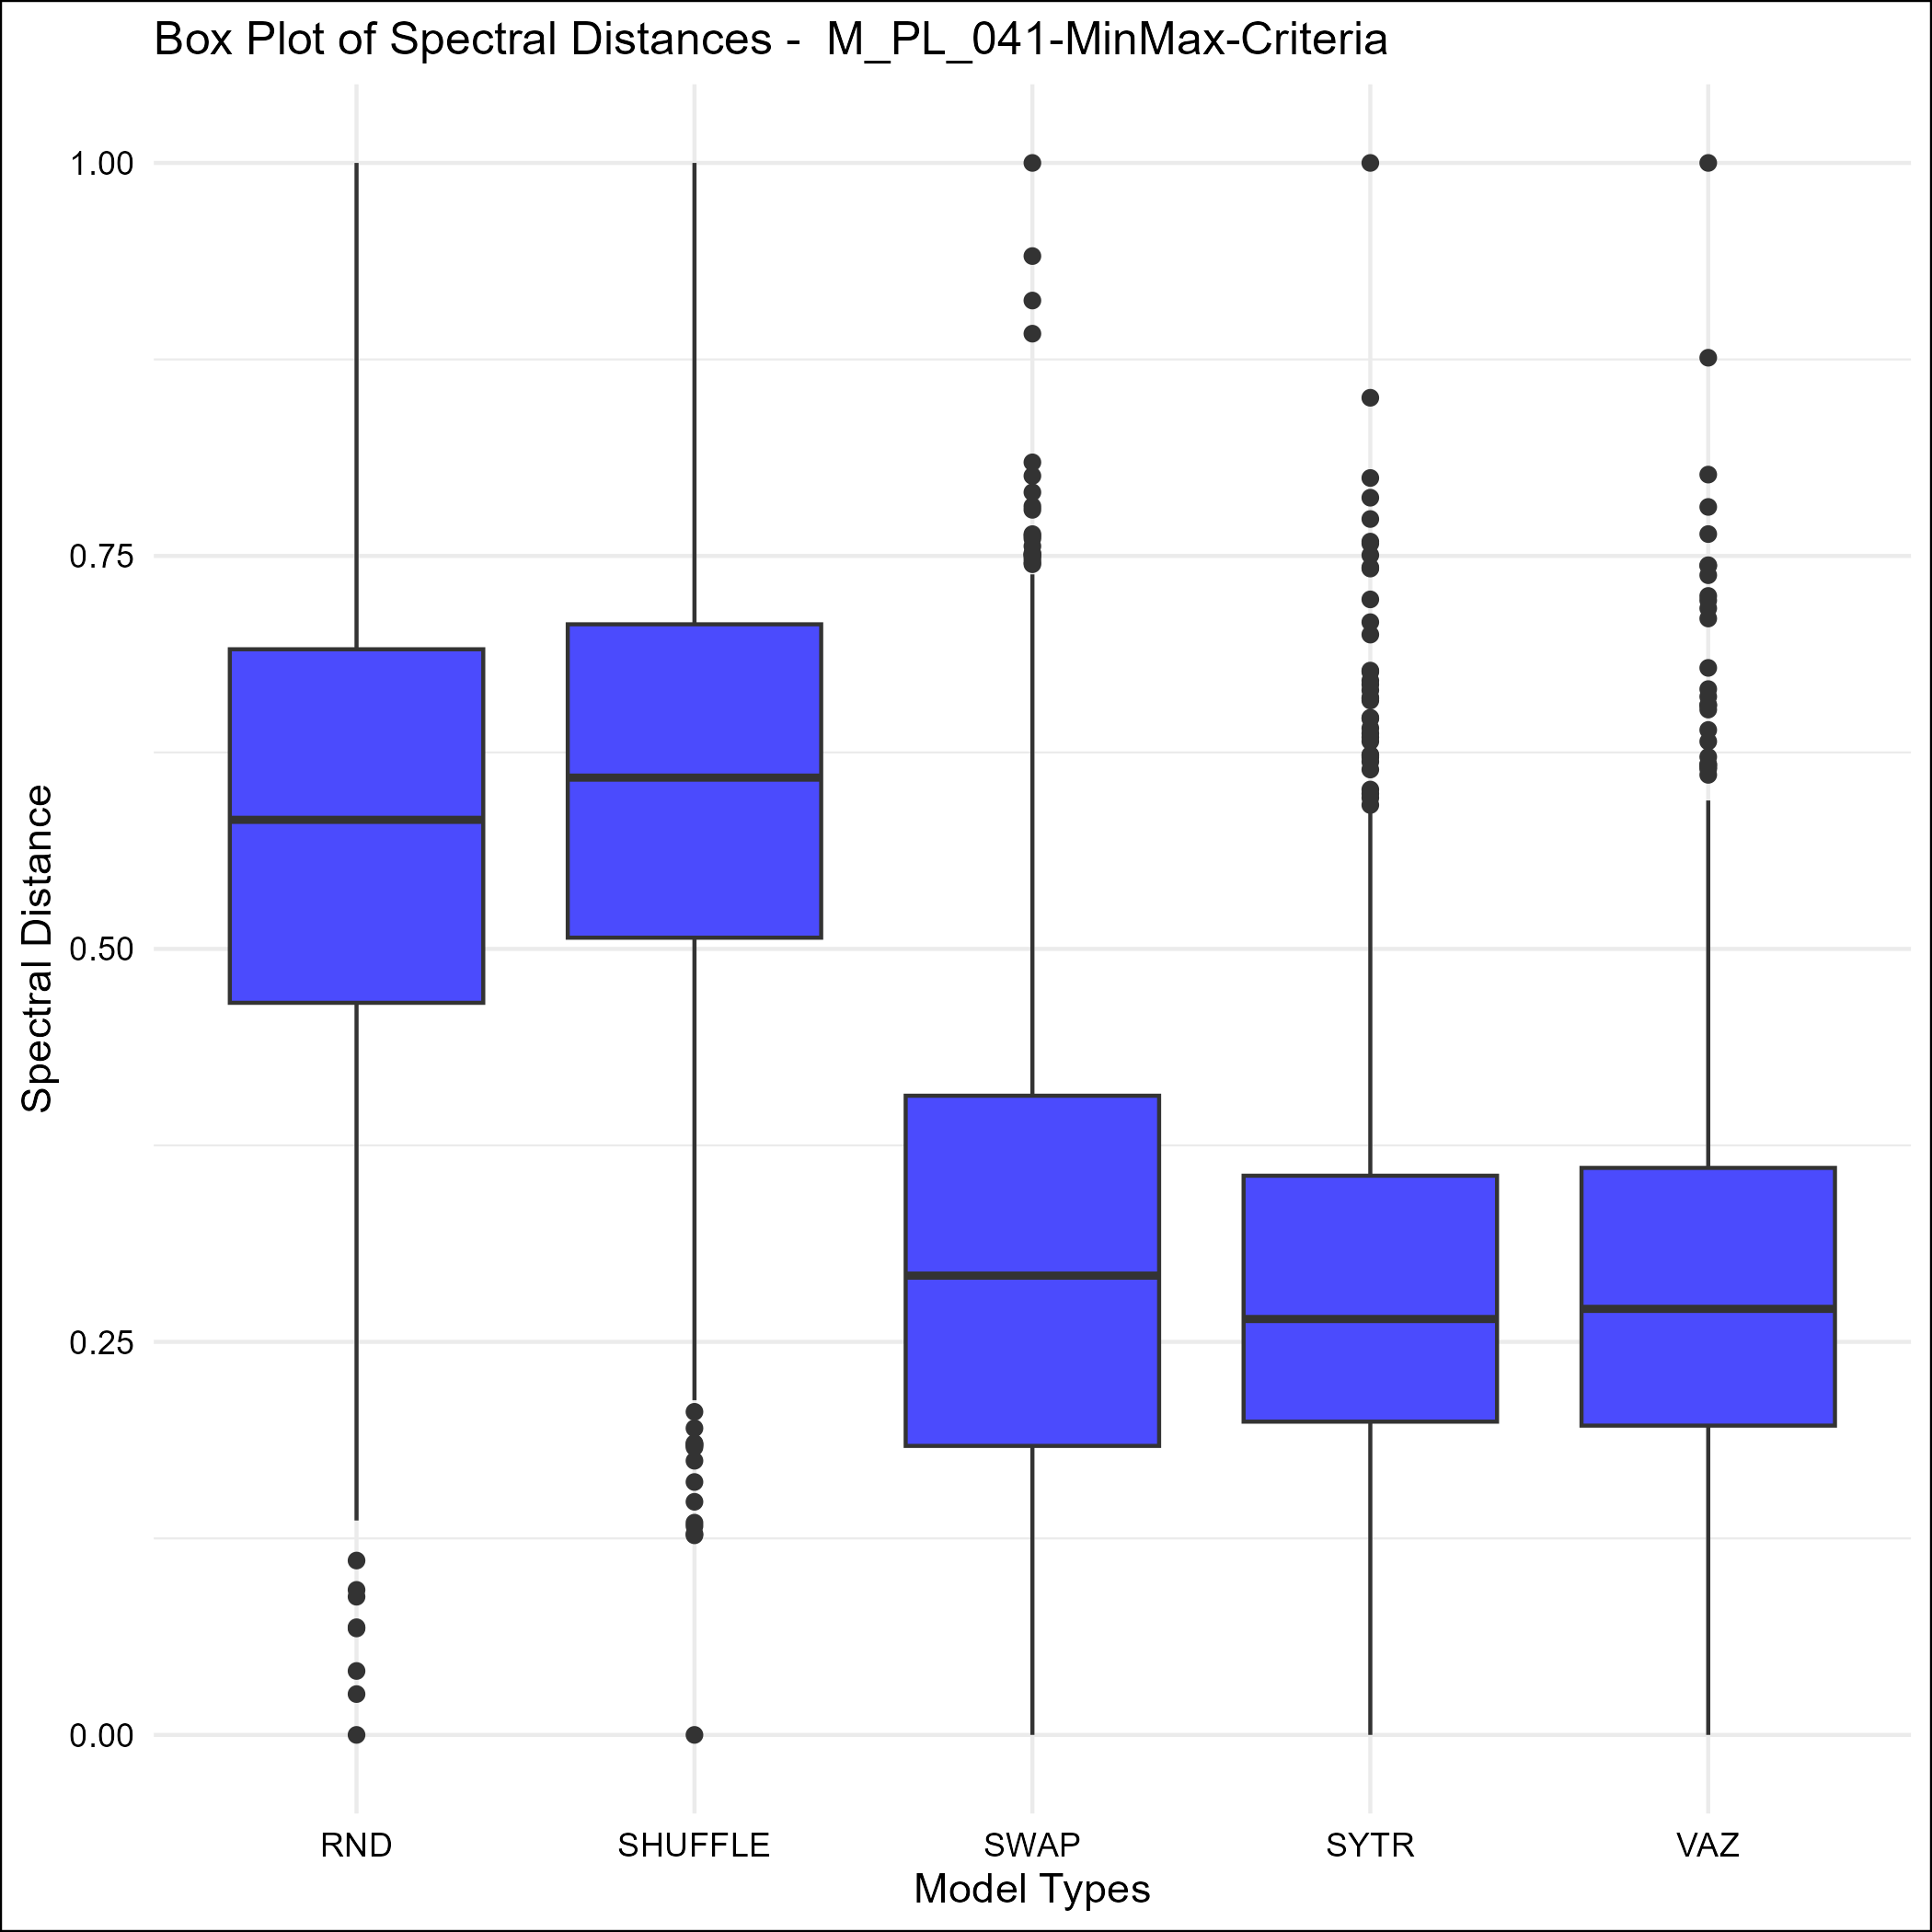 Box Plot of Spectral Distances -  M_PL_041-MinMax-Criteria
1.00
0.75
0.50
0.25
0.00
Spectral Distance
RND SHUFFLE SWAP SYTR VAZ
Model Types